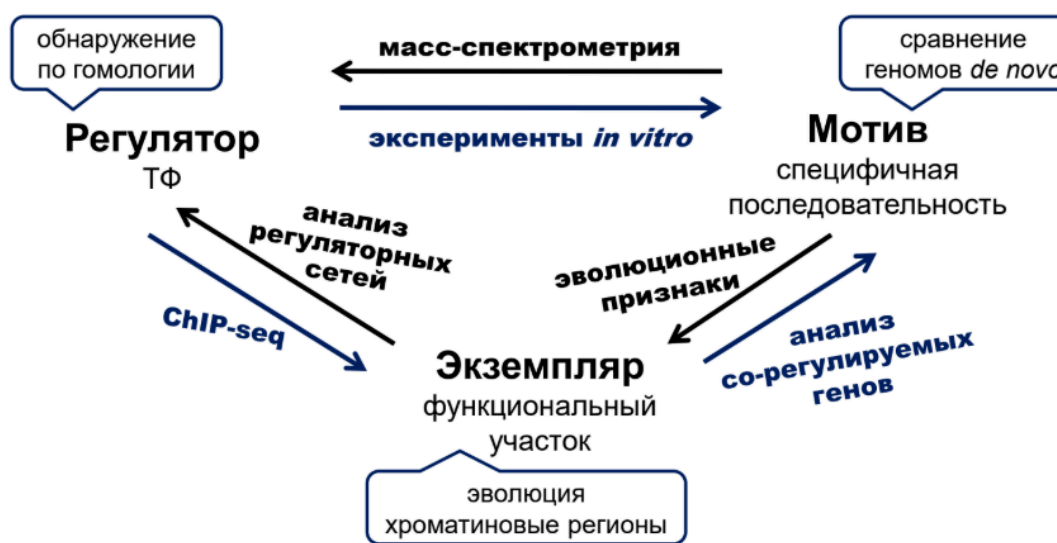 обнаружение
по гомологии
масс-спектрометрия
сравнение
геномов de novo
Регулятор
ТФ
эксперименты in vitro
Мотив
специфичная
последовательность
анализ
регуляторных
сетей
эволюционные
признаки
ChIP-seq
анализ
со-регулируемых
генов
Экземпляр
функциональный
участок
эволюция
хроматиновые регионы